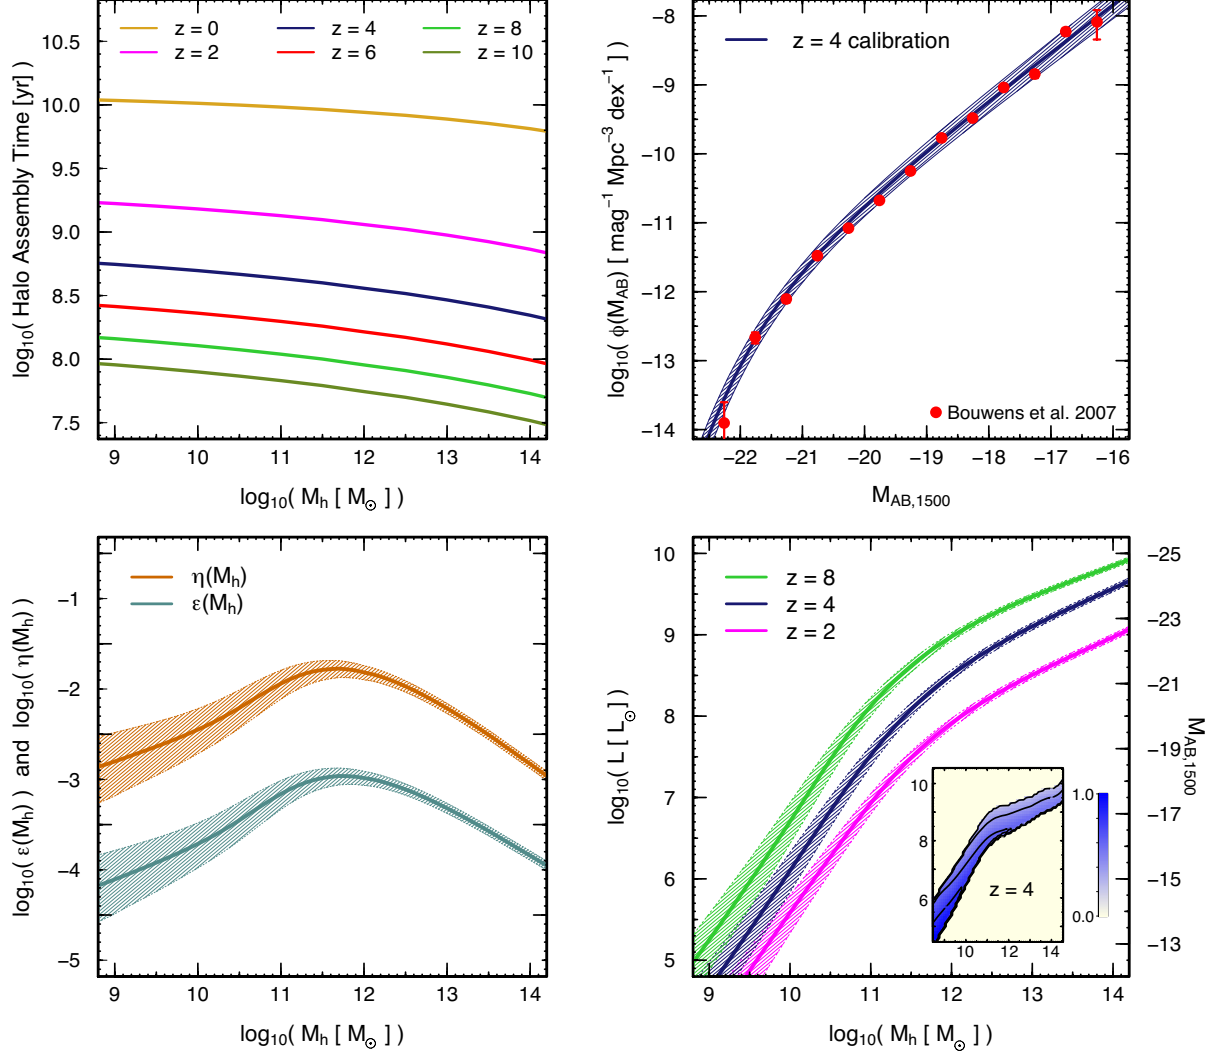 z = 0
z = 4
z = 8
z = 2
z = 6
z = 10
10.5
10.0
9.5
9.0
8.5
8.0
7.5
log₁₀( Halo Assembly Time [yr] )
9 10 11 12 13 14
log₁₀( Mₕ [ M☉ ] )
z = 4 calibration
−8
−9
−10
−11
−12
−13
−14
log₁₀( ϕ(M_AB) [ mag⁻¹ Mpc⁻³ dex⁻¹ ] )
Bouwens et al. 2007
−22 −21 −20 −19 −18 −17 −16
M_AB,1500
η(Mₕ)
ε(Mₕ)
−1
−2
−3
−4
−5
log₁₀( ε(Mₕ) ) and log₁₀( η(Mₕ) )
9 10 11 12 13 14
log₁₀( Mₕ [ M☉ ] )
z = 8
z = 4
z = 2
10
9
8
7
6
5
log₁₀( L [ L☉ ] )
−25
−23
−21
−19
−17
−15
−13
M_AB,1500
10
8
6
z = 4
10 12 14
1.0
0.0
9 10 11 12 13 14
log₁₀( Mₕ [ M☉ ] )